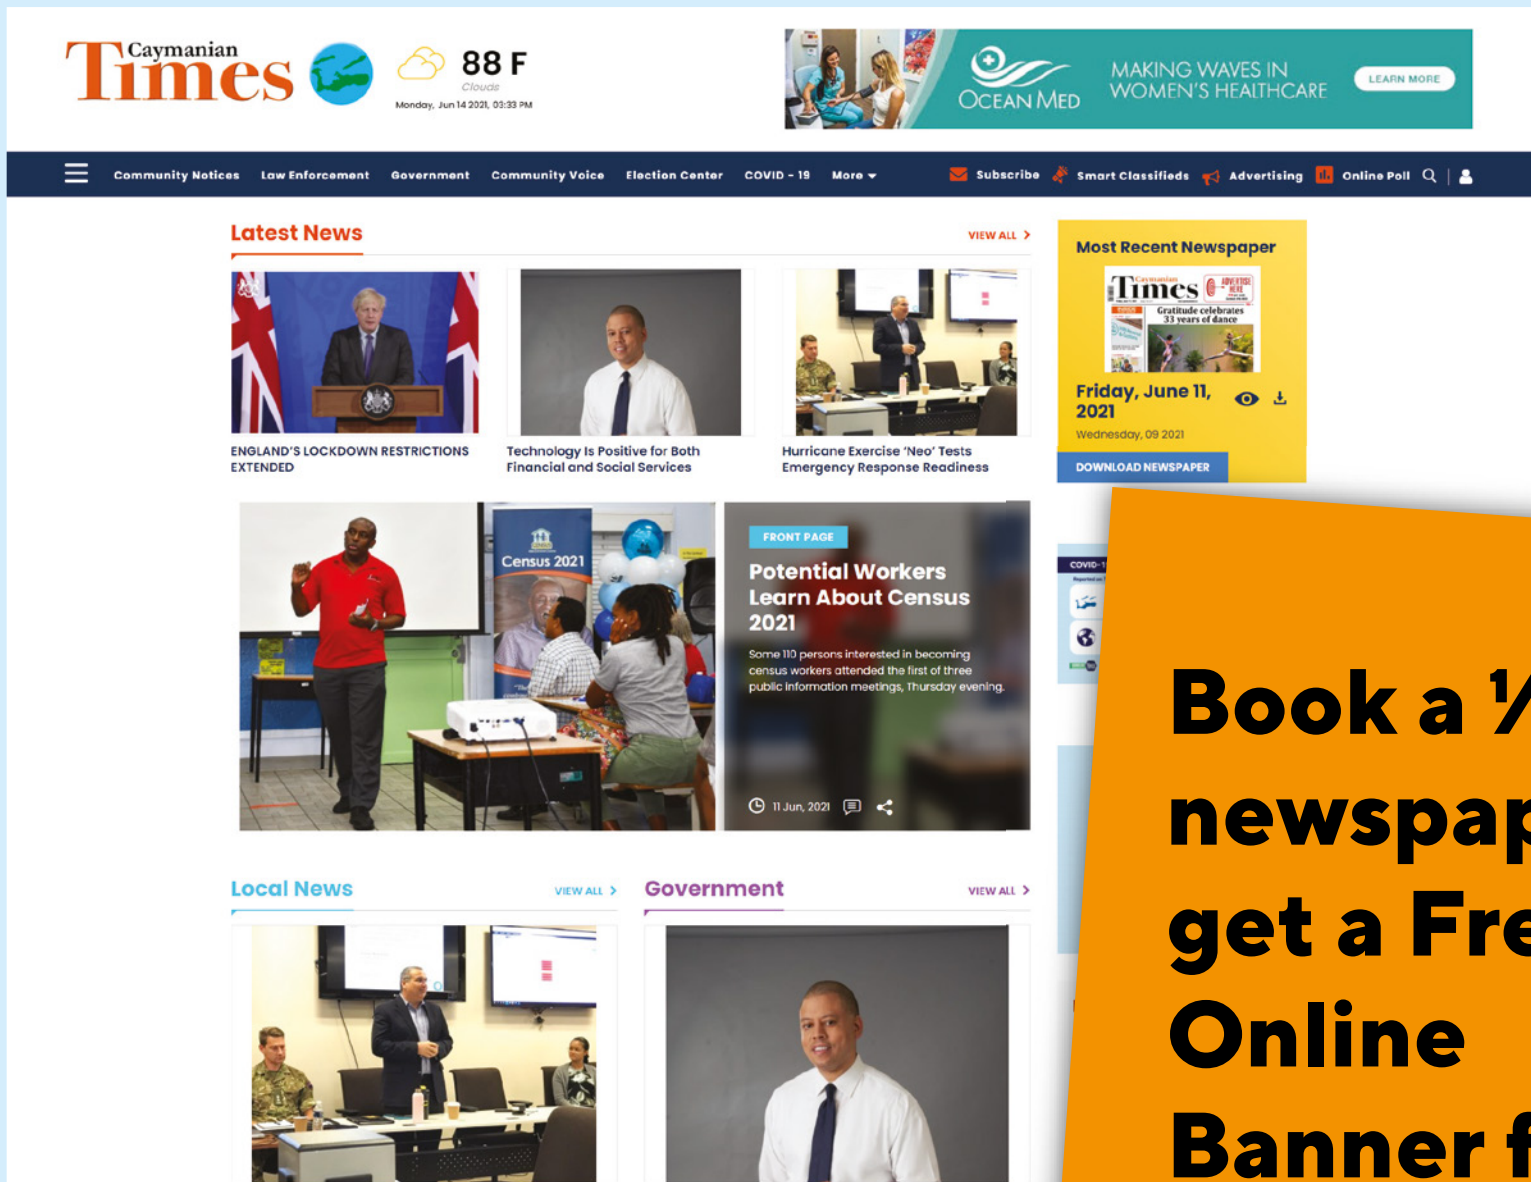 Caymanian
Times
88 F
Clouds
Monday, Jun 14 2021, 03:33 PM
OCEAN MED
MAKING WAVES IN
WOMEN'S HEALTHCARE
LEARN MORE
Community Notices Law Enforcement Government Community Voice Election Center COVID - 19 More
Subscribe Smart Classifieds Advertising Online Poll
Latest News
VIEW ALL >
ENGLAND'S LOCKDOWN RESTRICTIONS
EXTENDED
Technology Is Positive for Both
Financial and Social Services
Hurricane Exercise 'Neo' Tests
Emergency Response Readiness
Most Recent Newspaper
Caymanian
Times
ADVERTISE
HERE
Gratitude celebrates
33 years of dance
Friday, June 11,
2021
Wednesday, 09 2021
DOWNLOAD NEWSPAPER
Census 2021
FRONT PAGE
Potential Workers
Learn About Census
2021
Some 110 persons interested in becoming
census workers attended the first of three
public information meetings, Thursday evening.
11 Jun, 2021
COVID-1
Local News
VIEW ALL >
Government
VIEW ALL >
Book a
newspap
get a Fre
Online
Banner f